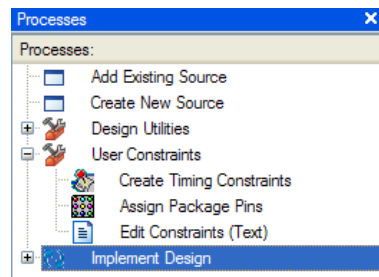 Processes
Processes:
Add Existing Source
Create New Source
Design Utilities
User Constraints
Create Timing Constraints
Assign Package Pins
Edit Constraints (Text)
Implement Design